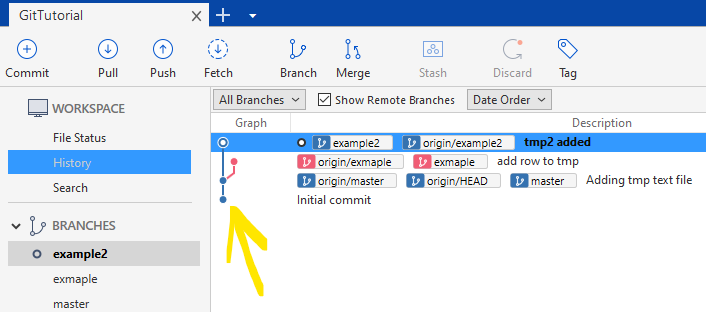 GitTutorial
Commit Pull Push Fetch Branch Merge Stash Discard Tag
WORKSPACE
File Status
History
Search
BRANCHES
example2
exmaple
master
All Branches Show Remote Branches Date Order
Graph Description
example2 origin/example2 tmp2 added
origin/exmaple exmaple add row to tmp
origin/master origin/HEAD master Adding tmp text file
Initial commit